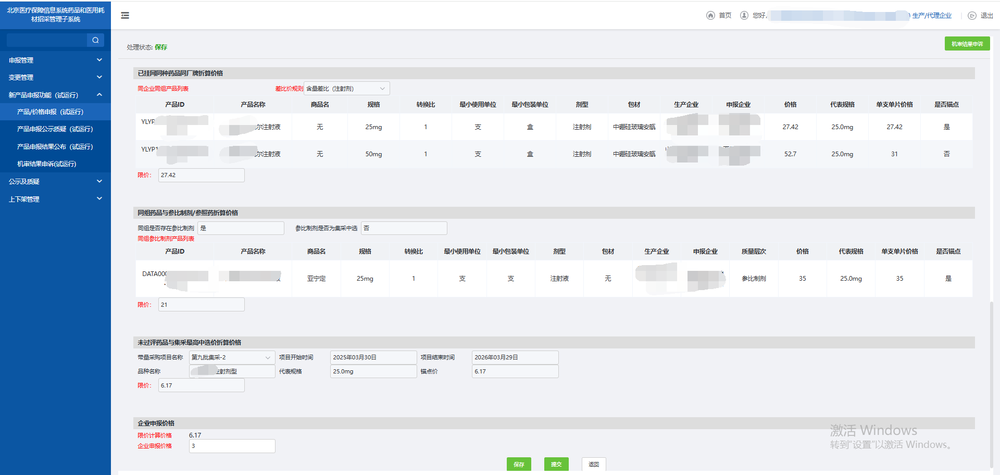 北京医疗保障信息系统药品和医用耗
材招采管理子系统
首页 您好, 生产/代理企业 退出
申报管理
变更管理
新产品申报功能（试运行）
产品/价格申报（试运行）
产品申报公示质疑（试运行）
产品申报结果公布（试运行）
机审结果申诉(试运行)
公示及质疑
上下架管理
处理状态: 保存
机审结果申诉
已挂网同种药品同厂牌折算价格
同企业同组产品列表 差比价规则 含量差比（注射剂）
产品ID 产品名称 商品名 规格 转换比 最小使用单位 最小包装单位 剂型 包材 生产企业 申报企业 价格 代表规格 单支单片价格 是否锚点
YLYP 尔注射液 无 25mg 1 支 盒 注射剂 中硼硅玻璃安瓿 27.42 25.0mg 27.42 是
YLYP1 尔注射液 无 50mg 1 支 盒 注射剂 中硼硅玻璃安瓿 52.7 25.0mg 31 否
限价: 27.42
同组药品与参比制剂/参照药折算价格
同组是否存在参比制剂 是 参比制剂是否为集采中选 否
同组参比制剂产品列表
产品ID 产品名称 商品名 规格 转换比 最小使用单位 最小包装单位 剂型 包材 生产企业 申报企业 质量层次 价格 代表规格 单支单片价格 是否锚点
DATA000 亚宁定 25mg 1 支 支 注射液 无 参比制剂 35 25.0mg 35 是
限价: 21
未过评药品与集采最高中选价折算价格
带量采购项目名称 第九批集采-2 项目开始时间 2025年03月30日 项目结束时间 2026年03月29日
品种名称 注射剂型 代表规格 25.0mg 锚点价 6.17
限价: 6.17
企业申报价格
限价计算价格 6.17
企业申报价格 3
保存 提交 返回
激活 Windows
转到“设置”以激活 Windows。